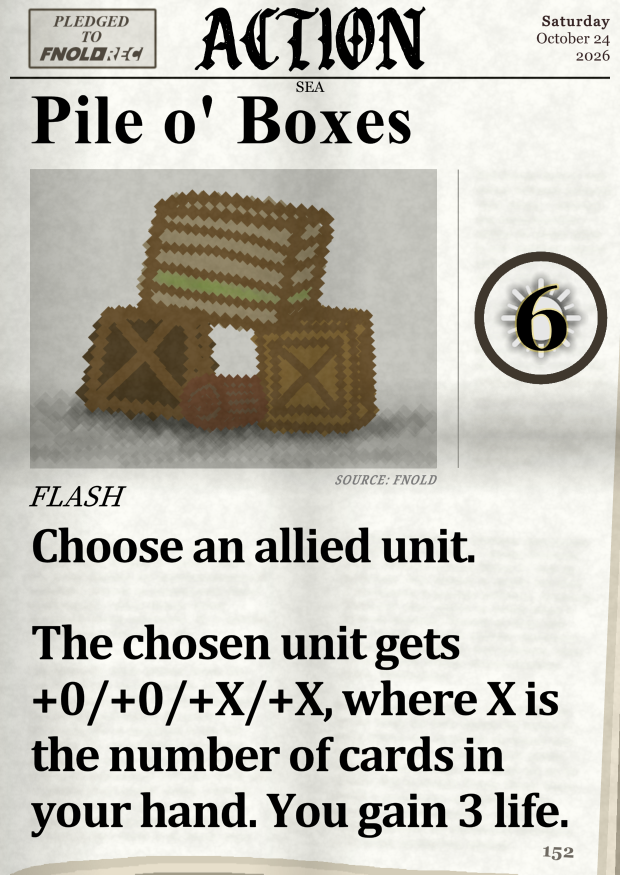 PLEDGED
TO
FNOLD REC
ACTION
Saturday
October 24
2026
SEA
Pile o' Boxes
6
SOURCE: FNOLD
FLASH
Choose an allied unit.
The chosen unit gets
+0/+0/+X/+X, where X is
the number of cards in
your hand. You gain 3 life.
152